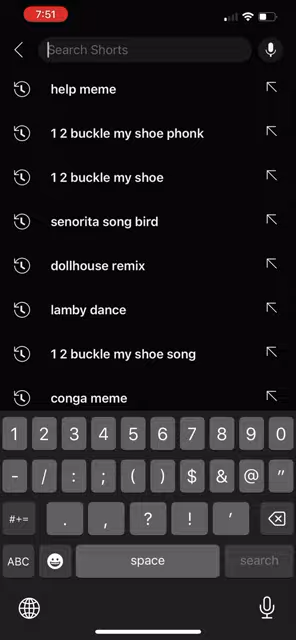 7:51
Search Shorts
help meme
1 2 buckle my shoe phonk
1 2 buckle my shoe
senorita song bird
dollhouse remix
lamby dance
1 2 buckle my shoe song
conga meme
1 2 3 4 5 6 7 8 9 0
- / : ; ( ) $ & @ "
#+= . , ? ! '
ABC space search